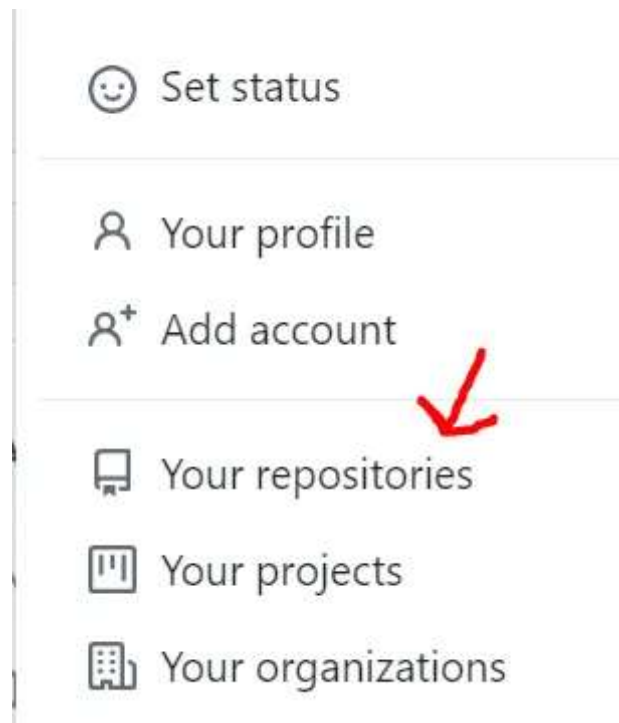 Set status
Your profile
Add account
Your repositories
Your projects
Your organizations